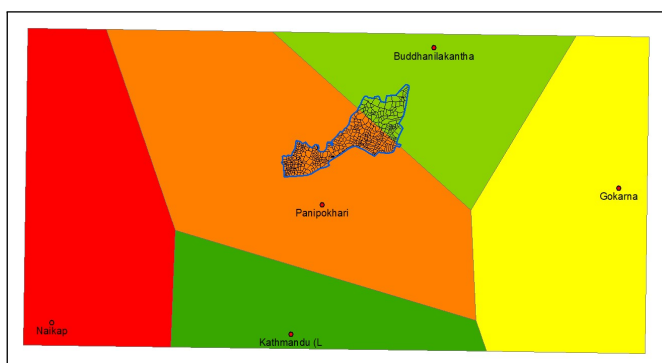 Buddhanilakantha
Gokarna
Panipokhari
Naikap
Kathmandu (L